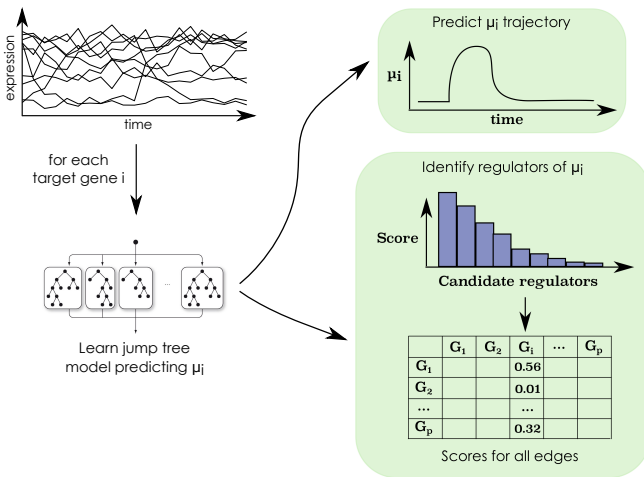 expression
time
for each
target gene i
...
Learn jump tree
model predicting μi
Predict μi trajectory
μi
time
Identify regulators of μi
Score
Candidate regulators
G1 G2 Gi ... Gp
G1 0.56
G2 0.01
... ...
Gp 0.32
Scores for all edges